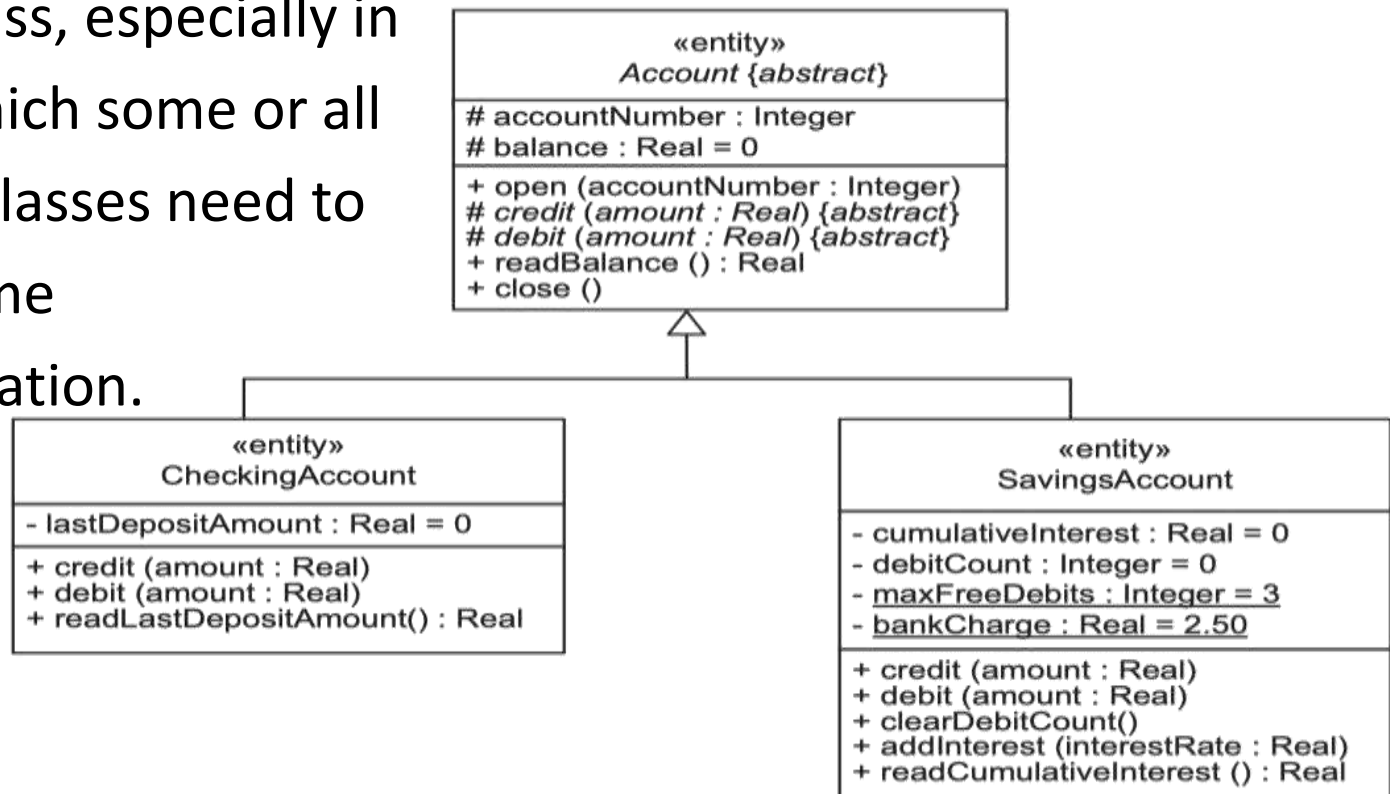 ss, especially in
ich some or all
lasses need to
me
ation.
«entity»
Account {abstract}
# accountNumber : Integer
# balance : Real = 0
+ open (accountNumber : Integer)
# credit (amount : Real) {abstract}
# debit (amount : Real) {abstract}
+ readBalance () : Real
+ close ()
«entity»
CheckingAccount
- lastDepositAmount : Real = 0
+ credit (amount : Real)
+ debit (amount : Real)
+ readLastDepositAmount() : Real
«entity»
SavingsAccount
- cumulativeInterest : Real = 0
- debitCount : Integer = 0
- maxFreeDebits : Integer = 3
- bankCharge : Real = 2.50
+ credit (amount : Real)
+ debit (amount : Real)
+ clearDebitCount()
+ addInterest (interestRate : Real)
+ readCumulativeInterest () : Real